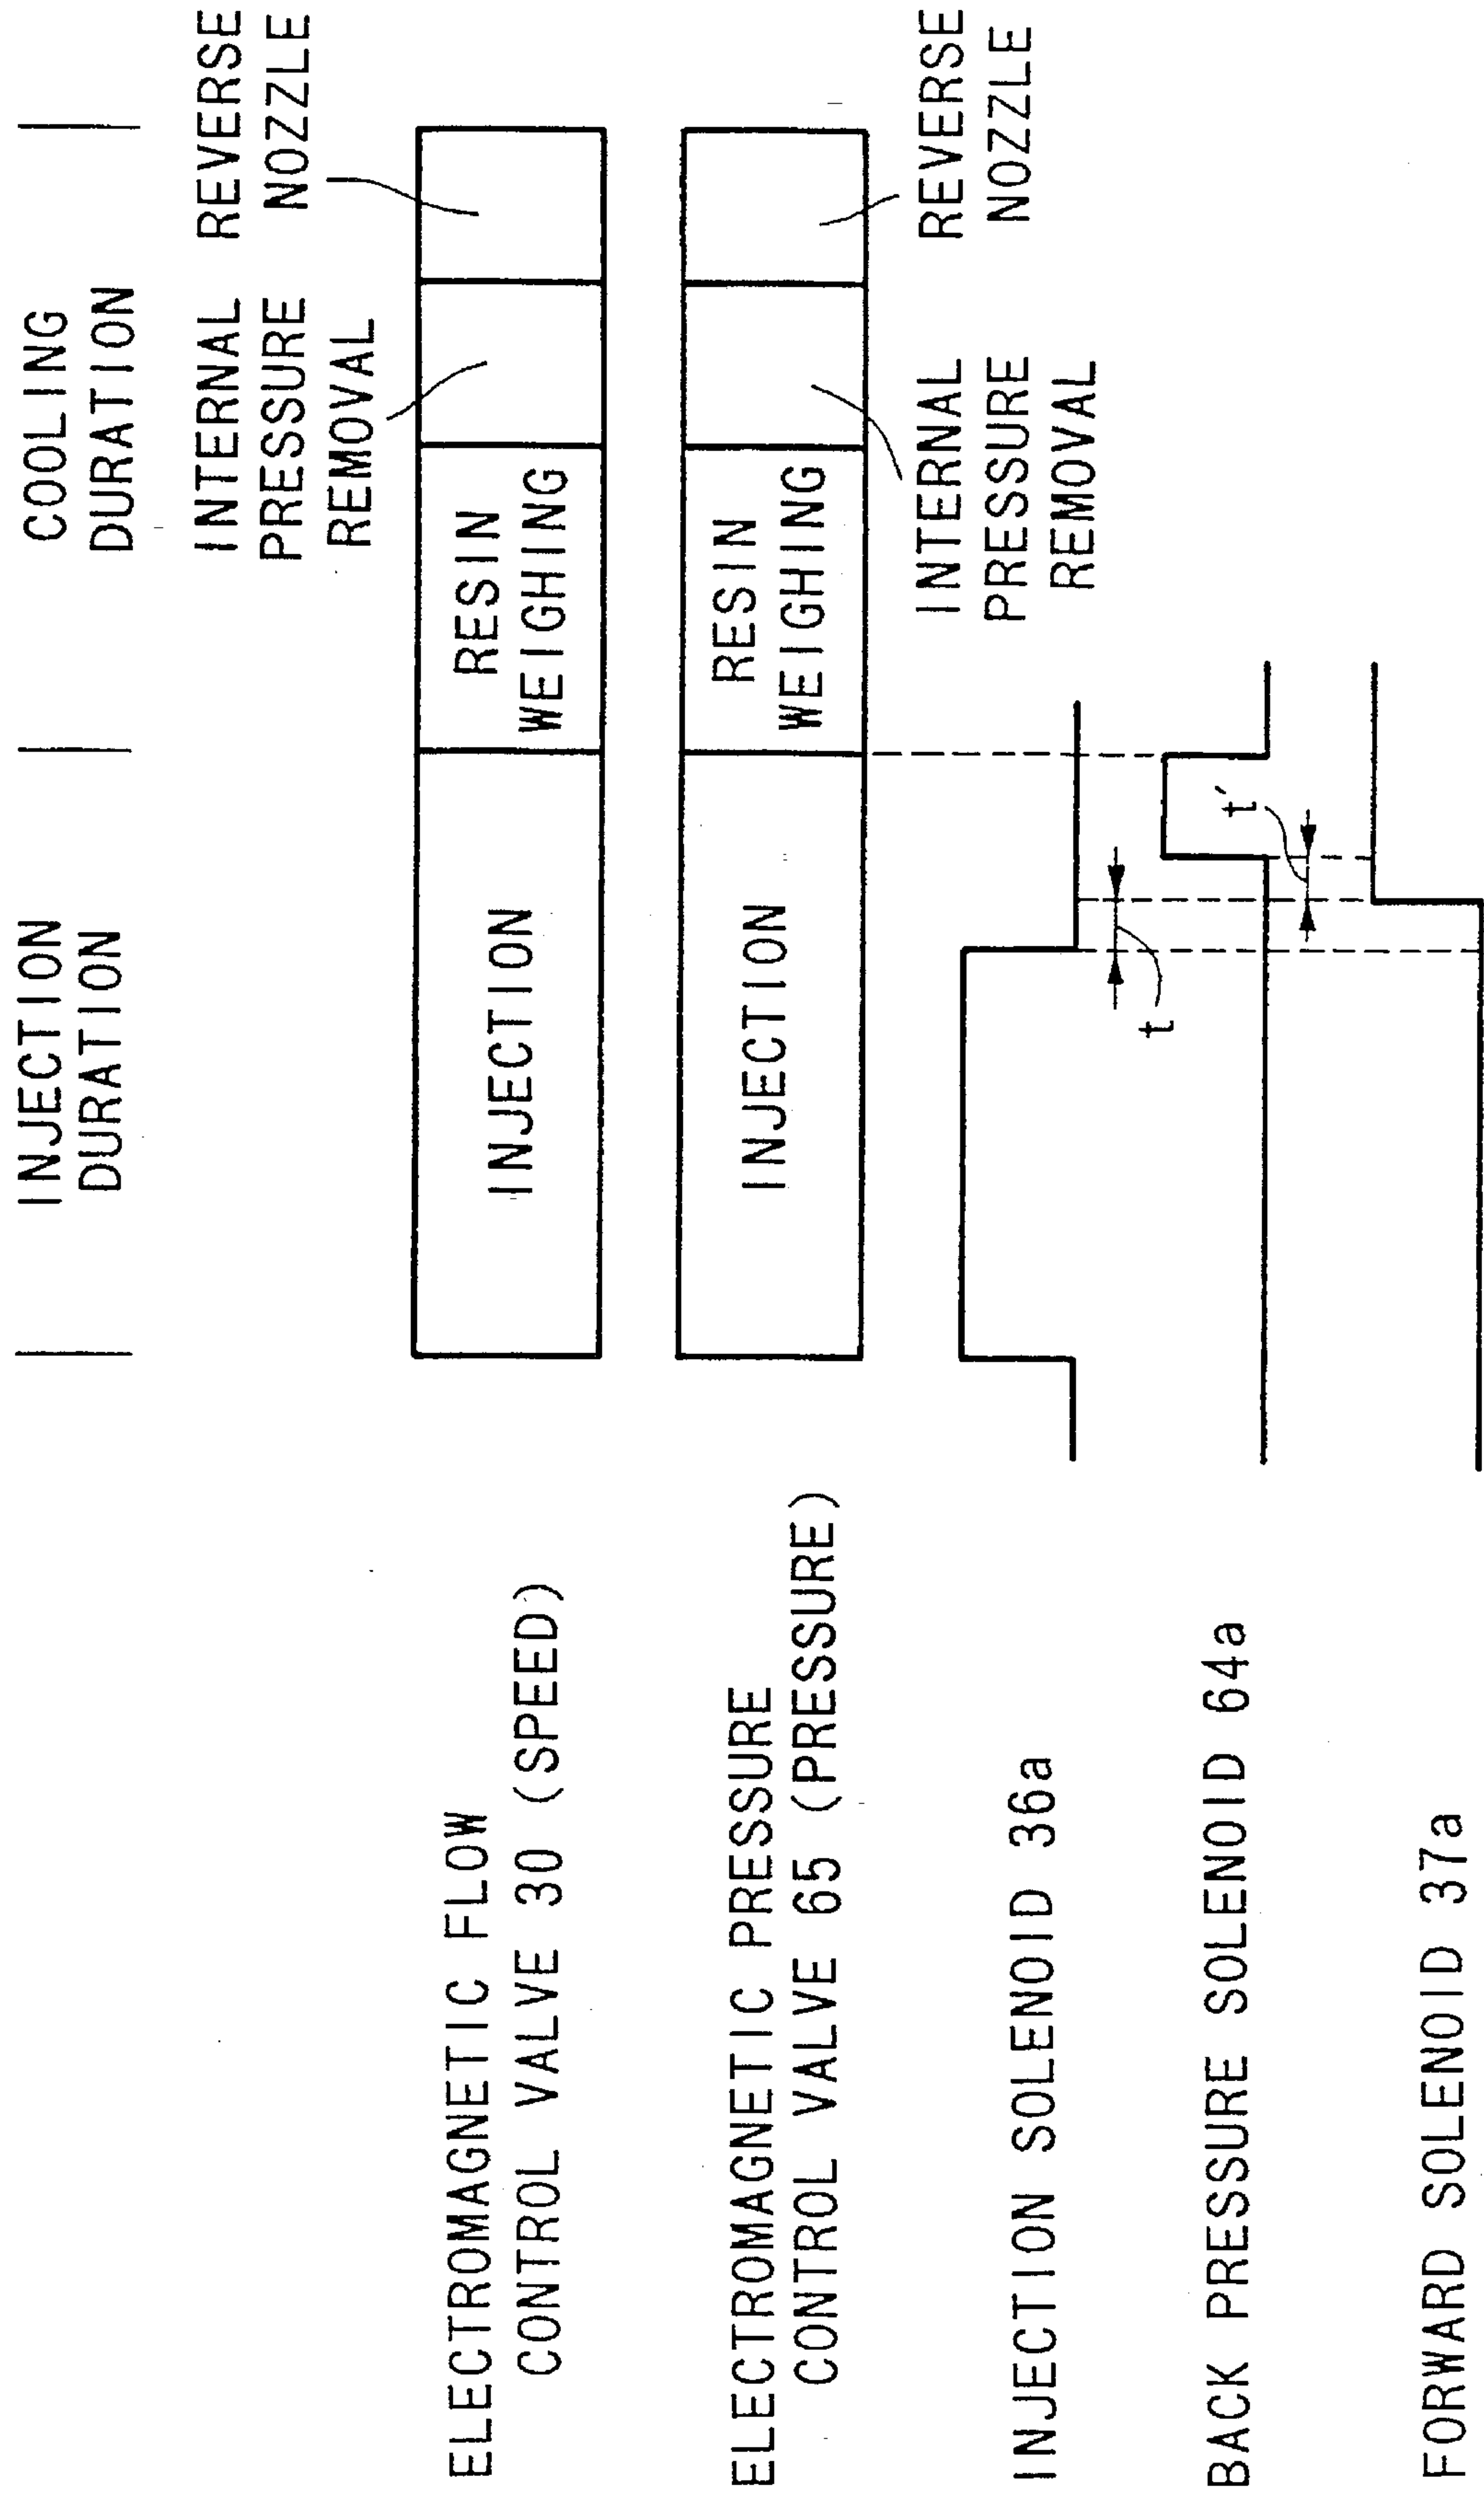 INJECTION
DURATION
COOLING
DURATION
INTERNAL
PRESSURE
REMOVAL
REVERSE
NOZZLE
ELECTROMAGNETIC FLOW
CONTROL VALVE 30 (SPEED)
INJECTION
RESIN
WEIGHING
ELECTROMAGNETIC PRESSURE
CONTROL VALVE 65 (PRESSURE)
INJECTION
RESIN
WEIGHING
INTERNAL
PRESSURE
REMOVAL
REVERSE
NOZZLE
INJECTION SOLENOID 36a
t
BACK PRESSURE SOLENOID 64a
t'
FORWARD SOLENOID 37a